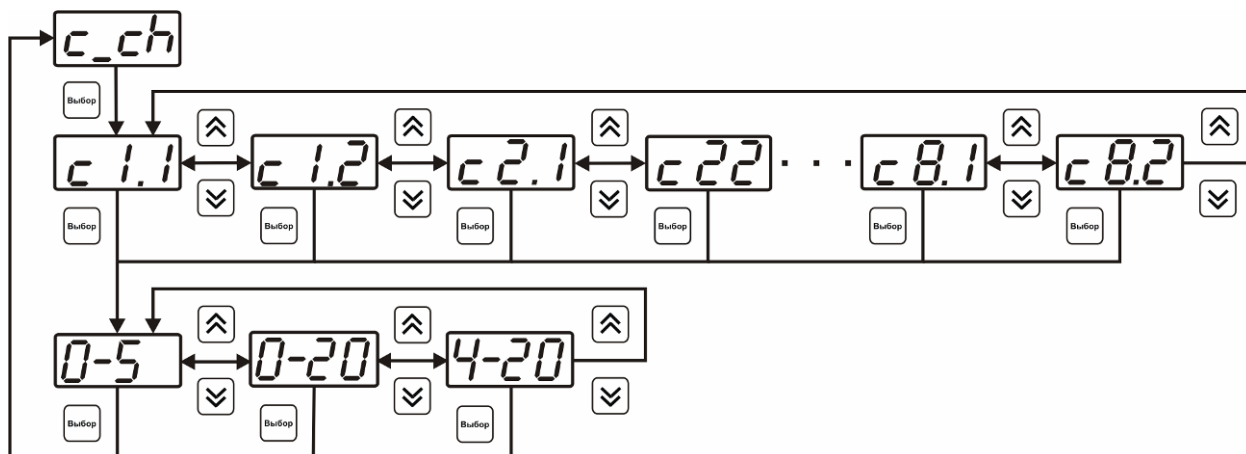 c_ch
Выбор
c 1.1 c 1.2 c 2.1 c 22 . . . c 8.1 c 8.2
Выбор Выбор Выбор Выбор Выбор Выбор
0-5 0-20 4-20
Выбор Выбор Выбор